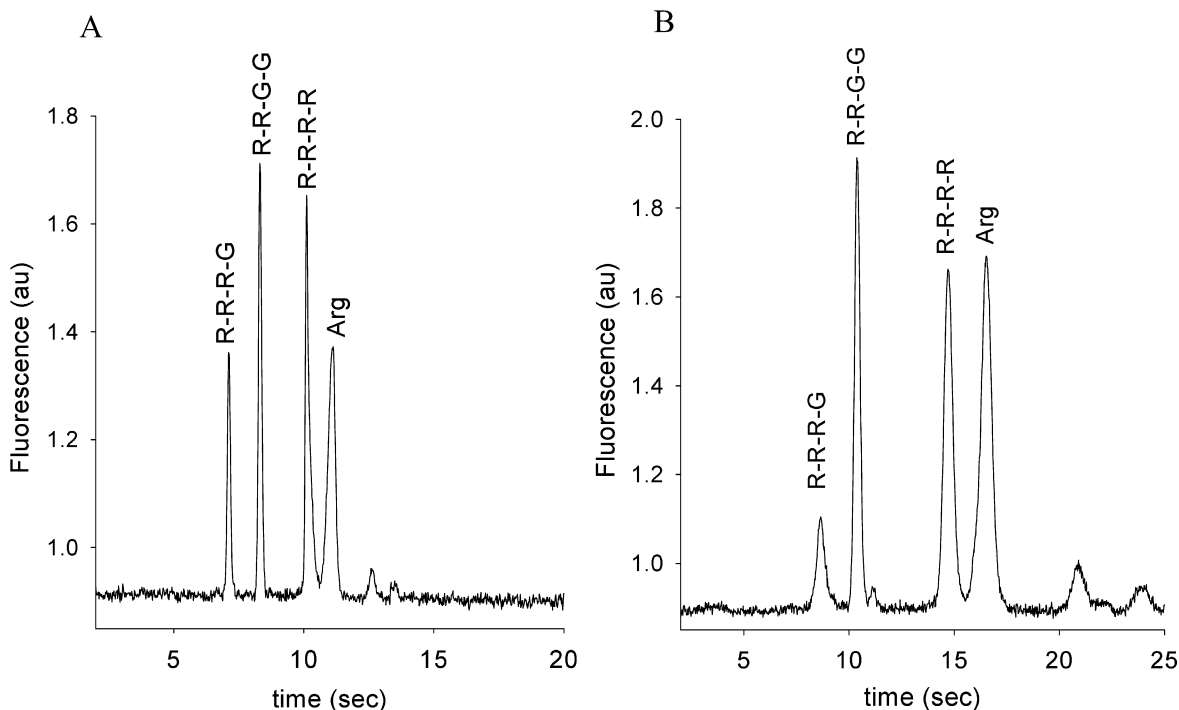 A
Fluorescence (au)
1.8
1.6
1.4
1.2
1.0
R-R-R-G
R-R-G-G
R-R-R-R
Arg
5
10
15
20
time (sec)
B
Fluorescence (au)
2.0
1.8
1.6
1.4
1.2
1.0
R-R-R-G
R-R-G-G
R-R-R-R
Arg
5
10
15
20
25
time (sec)